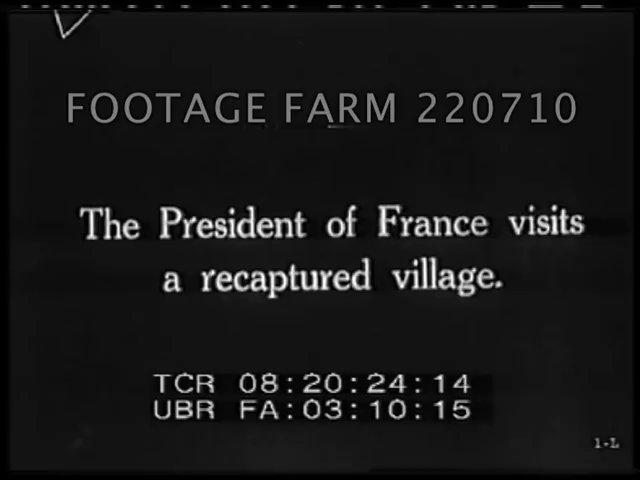 FOOTAGE FARM 220710
The President of France visits
a recaptured village.
TCR 08:20:24:14
UBR FA:03:10:15
1-L